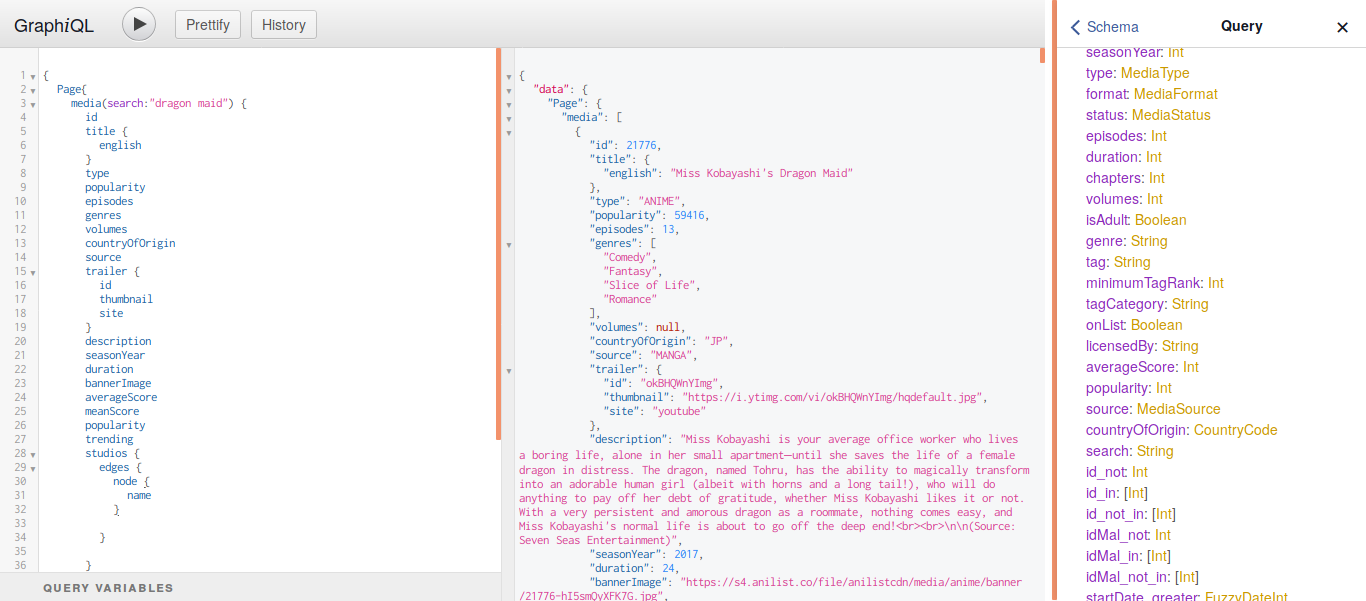 GraphiQL
Prettify
History
1 {
2 Page{
3 media(search:"dragon maid") {
4 id
5 title {
6 english
7 }
8 type
9 popularity
10 episodes
11 genres
12 volumes
13 countryOfOrigin
14 source
15 trailer {
16 id
17 thumbnail
18 site
19 }
20 description
21 seasonYear
22 duration
23 bannerImage
24 averageScore
25 meanScore
26 popularity
27 trending
28 studios {
29 edges {
30 node {
31 name
32 }
33
34 }
35
36 }
QUERY VARIABLES
{
"data": {
"Page": {
"media": [
{
"id": 21776,
"title": {
"english": "Miss Kobayashi's Dragon Maid"
},
"type": "ANIME",
"popularity": 59416,
"episodes": 13,
"genres": [
"Comedy",
"Fantasy",
"Slice of Life",
"Romance"
],
"volumes": null,
"countryOfOrigin": "JP",
"source": "MANGA",
"trailer": {
"id": "okBHQWnYImg",
"thumbnail": "https://i.ytimg.com/vi/okBHQWnYImg/hqdefault.jpg",
"site": "youtube"
},
"description": "Miss Kobayashi is your average office worker who lives
a boring life, alone in her small apartment—until she saves the life of a female
dragon in distress. The dragon, named Tohru, has the ability to magically transform
into an adorable human girl (albeit with horns and a long tail!), who will do
anything to pay off her debt of gratitude, whether Miss Kobayashi likes it or not.
With a very persistent and amorous dragon as a roommate, nothing comes easy, and
Miss Kobayashi's normal life is about to go off the deep end!<br><br>\n\n(Source:
Seven Seas Entertainment)",
"seasonYear": 2017,
"duration": 24,
"bannerImage": "https://s4.anilist.co/file/anilistcdn/media/anime/banner
/21776-hI5smQyXFK7G.jpg",
Schema
Query
seasonYear: Int
type: MediaType
format: MediaFormat
status: MediaStatus
episodes: Int
duration: Int
chapters: Int
volumes: Int
isAdult: Boolean
genre: String
tag: String
minimumTagRank: Int
tagCategory: String
onList: Boolean
licensedBy: String
averageScore: Int
popularity: Int
source: MediaSource
countryOfOrigin: CountryCode
search: String
id_not: Int
id_in: [Int]
id_not_in: [Int]
idMal_not: Int
idMal_in: [Int]
idMal_not_in: [Int]
startDate_greater: FuzzyDateInt